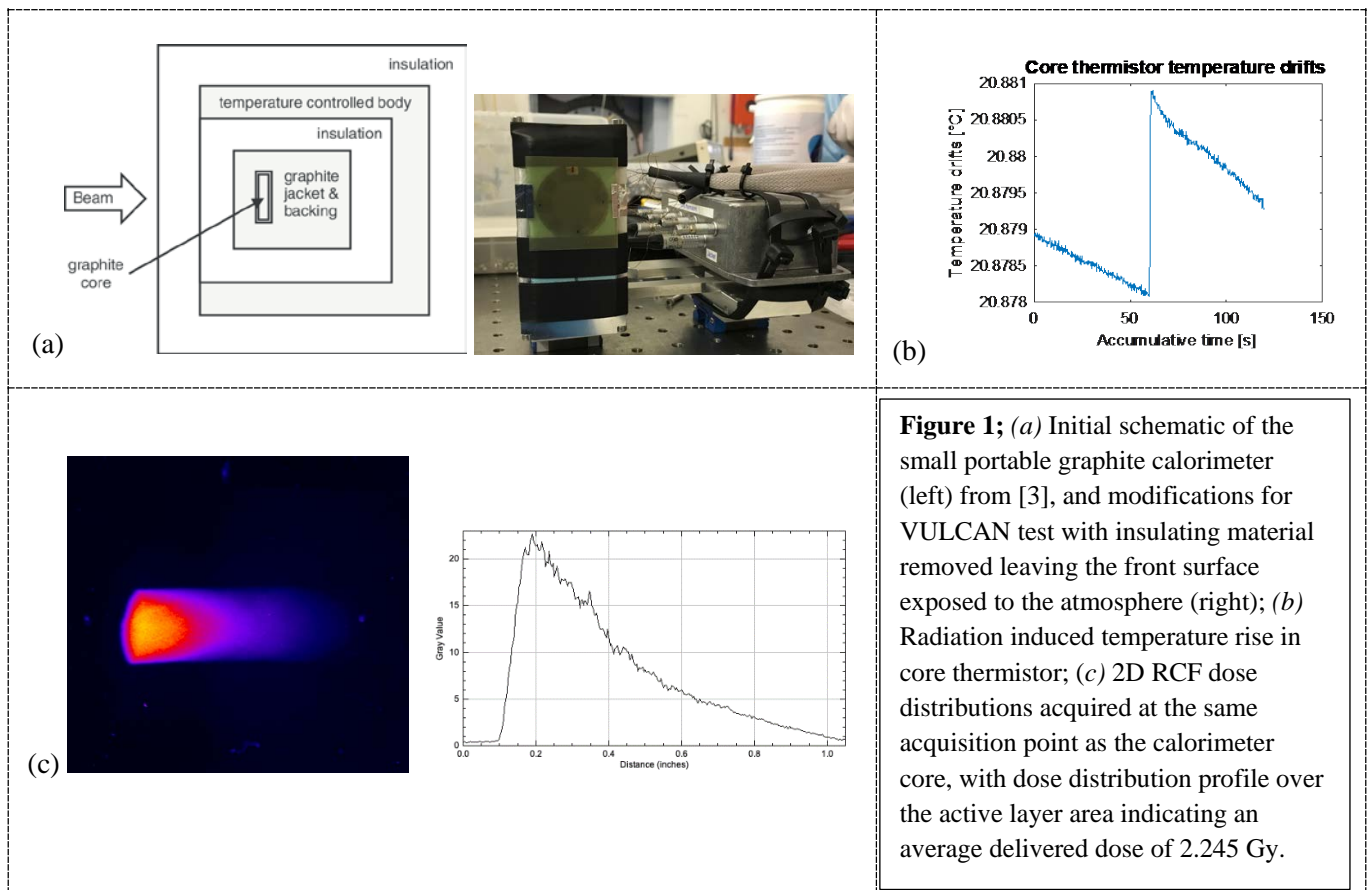 insulation
temperature controlled body
insulation
Beam
graphite
jacket &
backing
graphite
core
(a)
Core thermistor temperature drifts
Temperature drifts [°C]
20.881
20.8805
20.88
20.8795
20.879
20.8785
20.878
0
50
100
150
Accumulative time [s]
(b)
Gray Value
20
15
10
5
0
0.0
0.2
0.4
0.6
0.8
1.0
Distance (inches)
(c)
Figure 1; (a) Initial schematic of the
small portable graphite calorimeter
(left) from [3], and modifications for
VULCAN test with insulating material
removed leaving the front surface
exposed to the atmosphere (right); (b)
Radiation induced temperature rise in
core thermistor; (c) 2D RCF dose
distributions acquired at the same
acquisition point as the calorimeter
core, with dose distribution profile over
the active layer area indicating an
average delivered dose of 2.245 Gy.